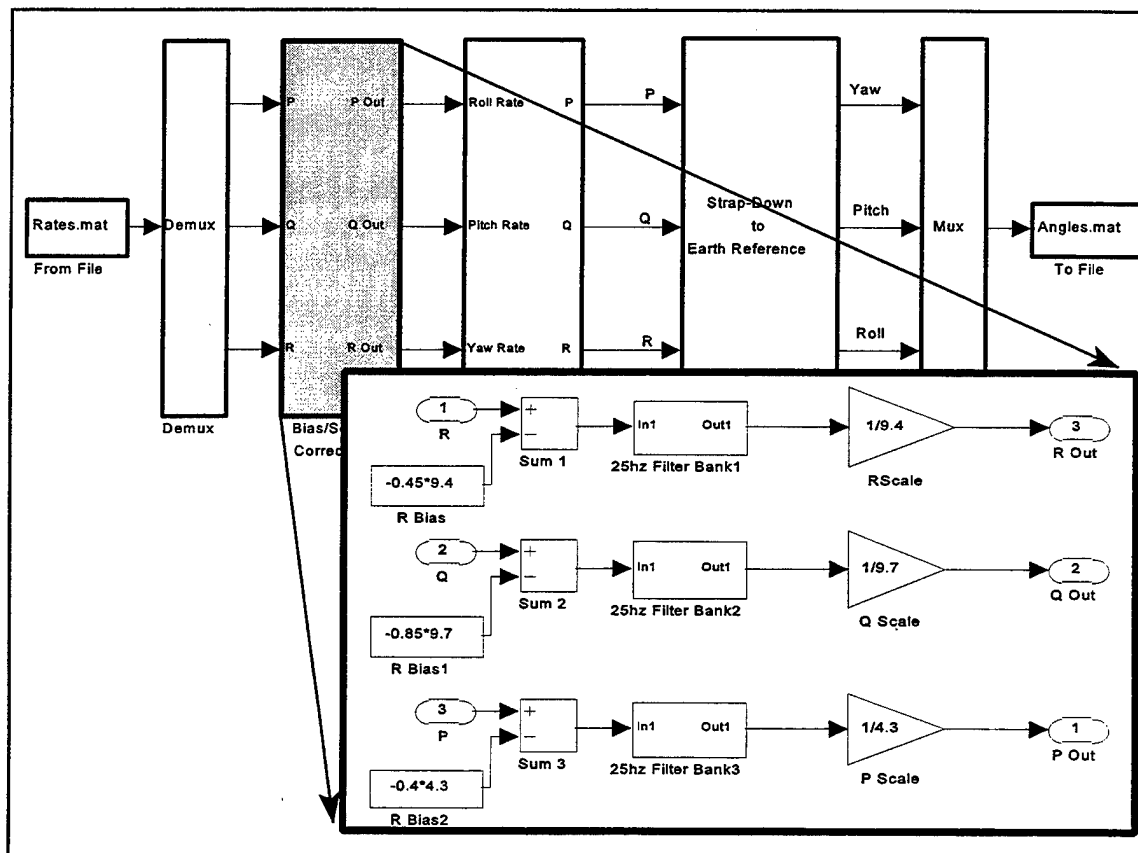 P
Yaw
P
P Out
Roll Rate
P
Rates.mat
Demux
Q
Q Out
Pitch Rate
Q
Q
Strap-Down
to
Earth Reference
Pitch
Mux
Angles.mat
From File
To File
R
R Out
Yaw Rate
R
R
Roll
Demux
1
R
+
−
Sum 1
In1
Out1
25hz Filter Bank1
1/9.4
RScale
3
R Out
-0.45*9.4
R Bias
2
Q
+
−
Sum 2
In1
Out1
25hz Filter Bank2
1/9.7
Q Scale
2
Q Out
-0.85*9.7
R Bias1
3
P
+
−
Sum 3
In1
Out1
25hz Filter Bank3
1/4.3
P Scale
1
P Out
-0.4*4.3
R Bias2